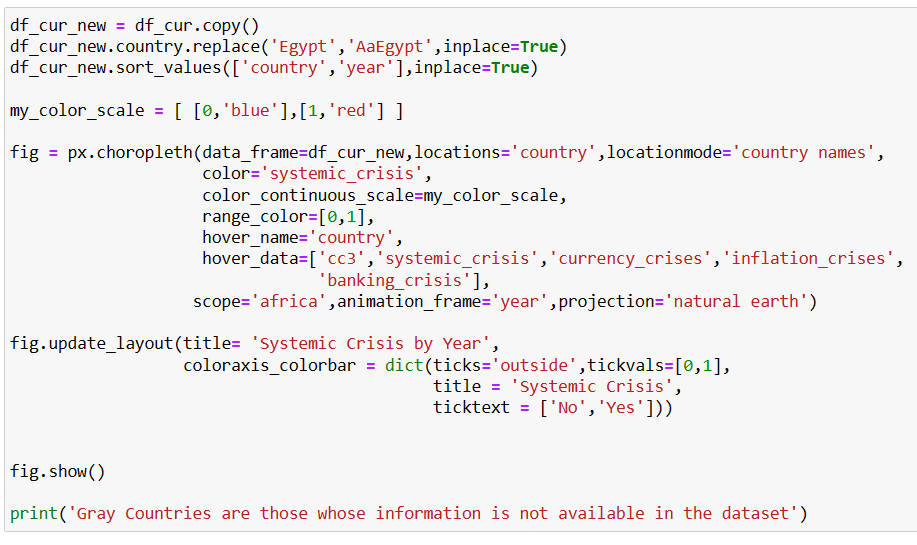 df_cur_new = df_cur.copy()
df_cur_new.country.replace('Egypt','AaEgypt',inplace=True)
df_cur_new.sort_values(['country','year'],inplace=True)
my_color_scale = [ [0,'blue'],[1,'red'] ]
fig = px.choropleth(data_frame=df_cur_new,locations='country',locationmode='country names',
color='systemic_crisis',
color_continuous_scale=my_color_scale,
range_color=[0,1],
hover_name='country',
hover_data=['cc3','systemic_crisis','currency_crises','inflation_crises',
'banking_crisis'],
scope='africa',animation_frame='year',projection='natural earth')
fig.update_layout(title= 'Systemic Crisis by Year',
coloraxis_colorbar = dict(ticks='outside',tickvals=[0,1],
title = 'Systemic Crisis',
ticktext = ['No','Yes']))
fig.show()
print('Gray Countries are those whose information is not available in the dataset')